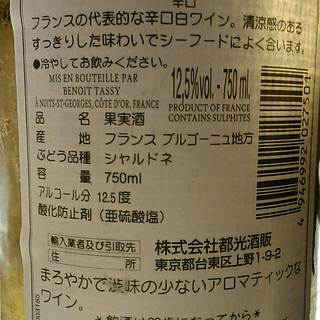 辛口
フランスの代表的な辛口白ワイン。清涼感のある
すっきりした味わいでシーフードによく合います。
●冷やしてお飲みください。
MIS EN BOUTEILLE PAR
BENOIT TASSY
À NUITS-ST-GEORGES, CÔTE D'OR, FRANCE
12,5%vol. - 750 ml.
PRODUCT OF FRANCE
CONTAINS SULPHITES
品 名 果実酒
産 地 フランス ブルゴーニュ地方
ぶどう品種 シャルドネ
容 量 750ml
アルコール分 12.5度
酸化防止剤（亜硫酸塩）
輸入業者及び引取先 株式会社都光酒販
住所 東京都台東区上野1-9-2
まろやかで渋味の少ないアロマティックな
ワイン。
4 946992 027501